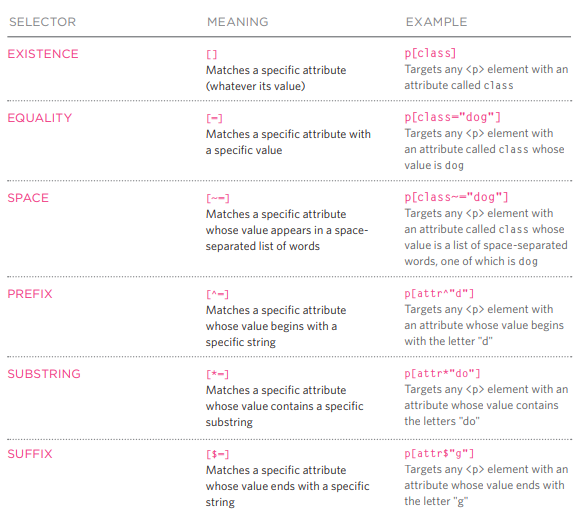 SELECTOR MEANING EXAMPLE
EXISTENCE [] p[class]
Matches a specific attribute Targets any <p> element with an
(whatever its value) attribute called class
EQUALITY [=] p[class="dog"]
Matches a specific attribute with Targets any <p> element with
a specific value an attribute called class whose
value is dog
SPACE [~=] p[class~="dog"]
Matches a specific attribute Targets any <p> element with
whose value appears in a space- an attribute called class whose
separated list of words value is a list of space-separated
words, one of which is dog
PREFIX [^=] p[attr^"d"]
Matches a specific attribute Targets any <p> element with
whose value begins with a an attribute whose value begins
specific string with the letter "d"
SUBSTRING [*=] p[attr*"do"]
Matches a specific attribute Targets any <p> element with an
whose value contains a specific attribute whose value contains
substring the letters "do"
SUFFIX [$=] p[attr$"g"]
Matches a specific attribute Targets any <p> element with an
whose value ends with a specific attribute whose value ends with
string the letter "g"